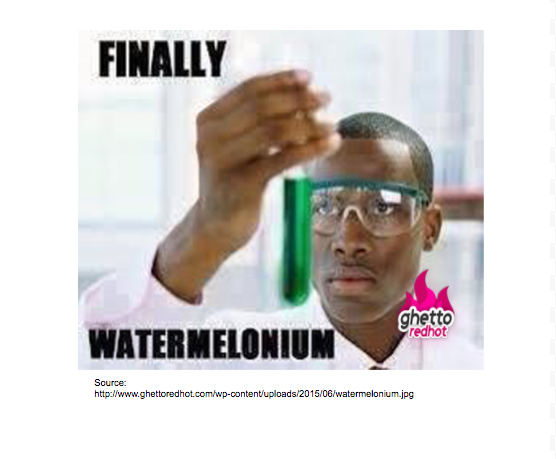 FINALLY
WATERMELONIUM
ghetto
redhot
Source:
http://www.ghettoredhot.com/wp-content/uploads/2015/06/watermelonium.jpg